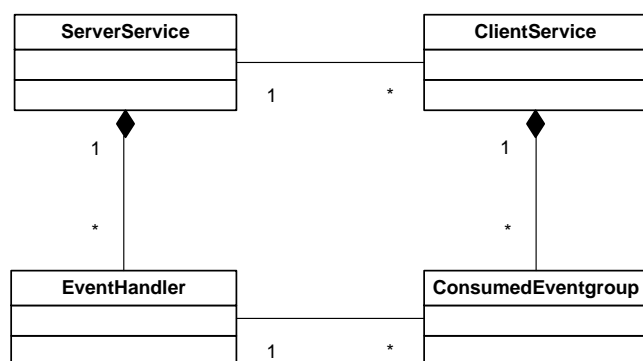 ServerService
ClientService
1
*
1
1
*
*
EventHandler
ConsumedEventgroup
1
*